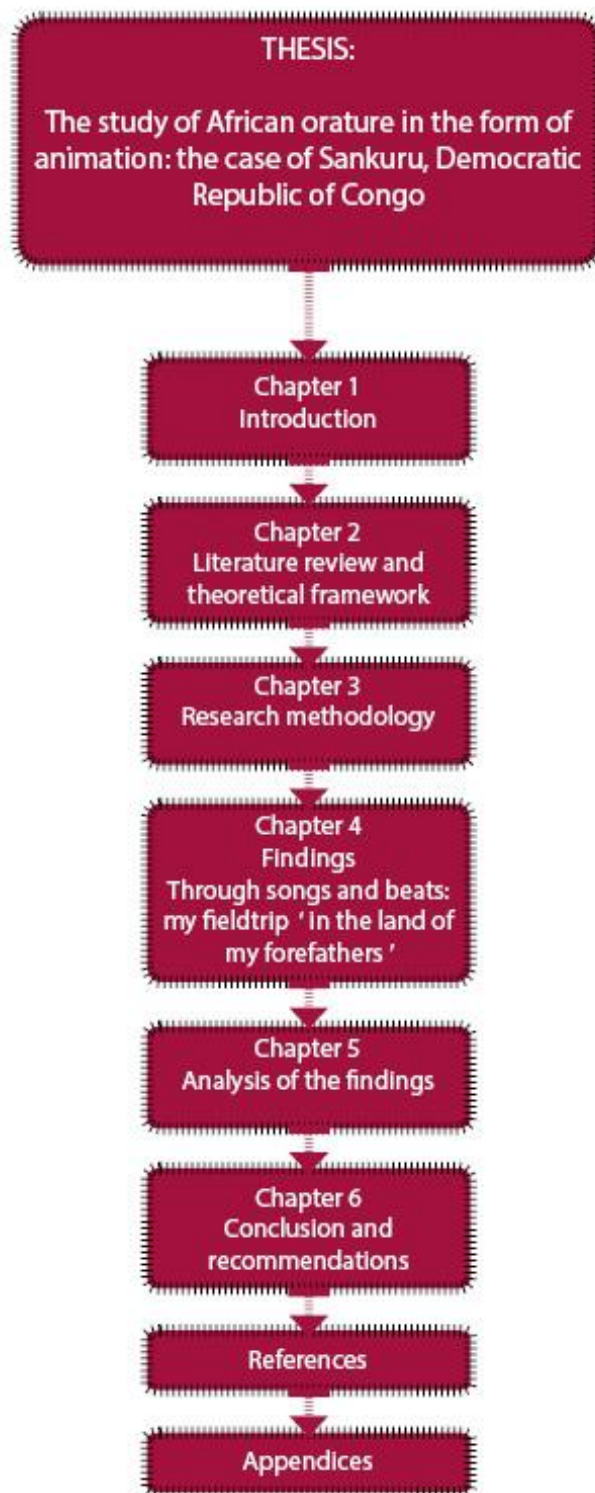 THESIS:
The study of African orature in the form of
animation: the case of Sankuru, Democratic
Republic of Congo
Chapter 1
Introduction
Chapter 2
Literature review and
theoretical framework
Chapter 3
Research methodology
Chapter 4
Findings
Through songs and beats:
my fieldtrip ‘ in the land of
my forefathers ’
Chapter 5
Analysis of the findings
Chapter 6
Conclusion and
recommendations
References
Appendices